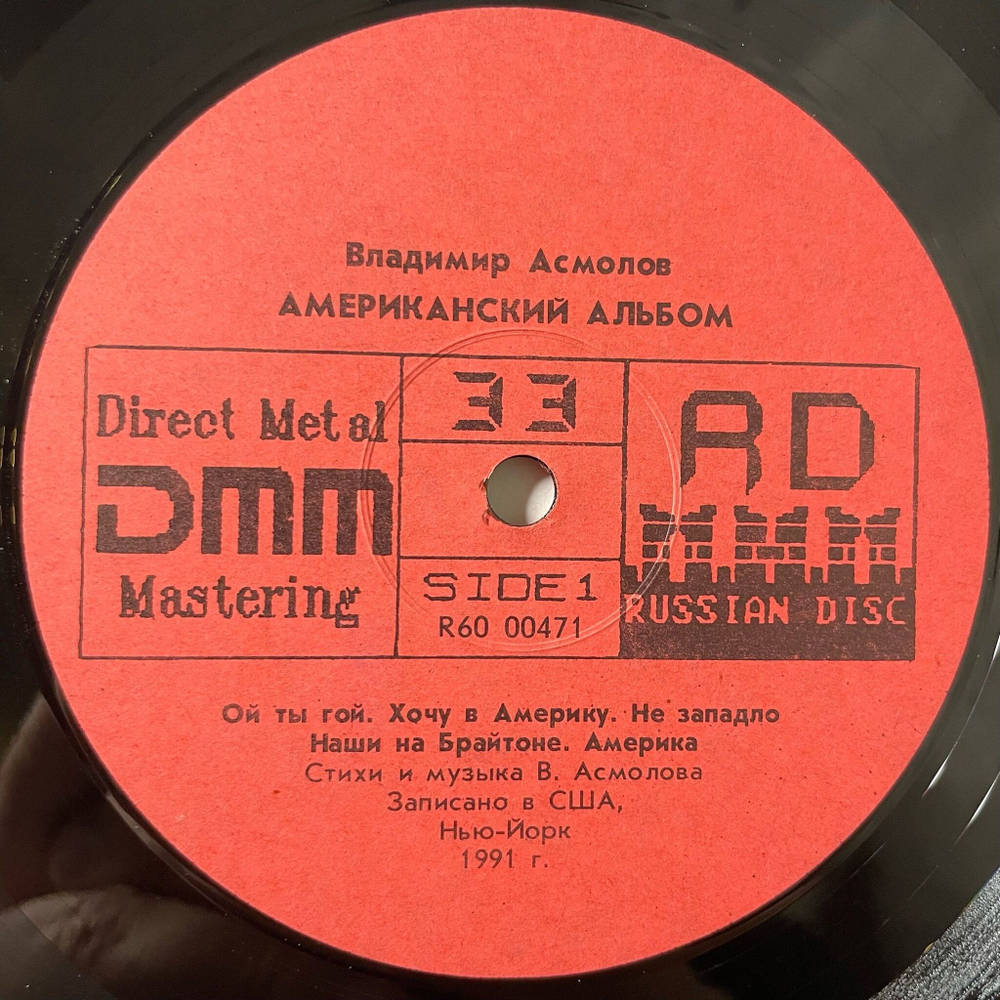 Владимир Асмолов
АМЕРИКАНСКИЙ АЛЬБОМ
Direct Metal
DMM
Mastering
33
SIDE 1
R60 00471
RD
RUSSIAN DISC
Ой ты гой. Хочу в Америку. Не западло
Наши на Брайтоне. Америка
Стихи и музыка В. Асмолова
Записано в США,
Нью-Йорк
1991 г.